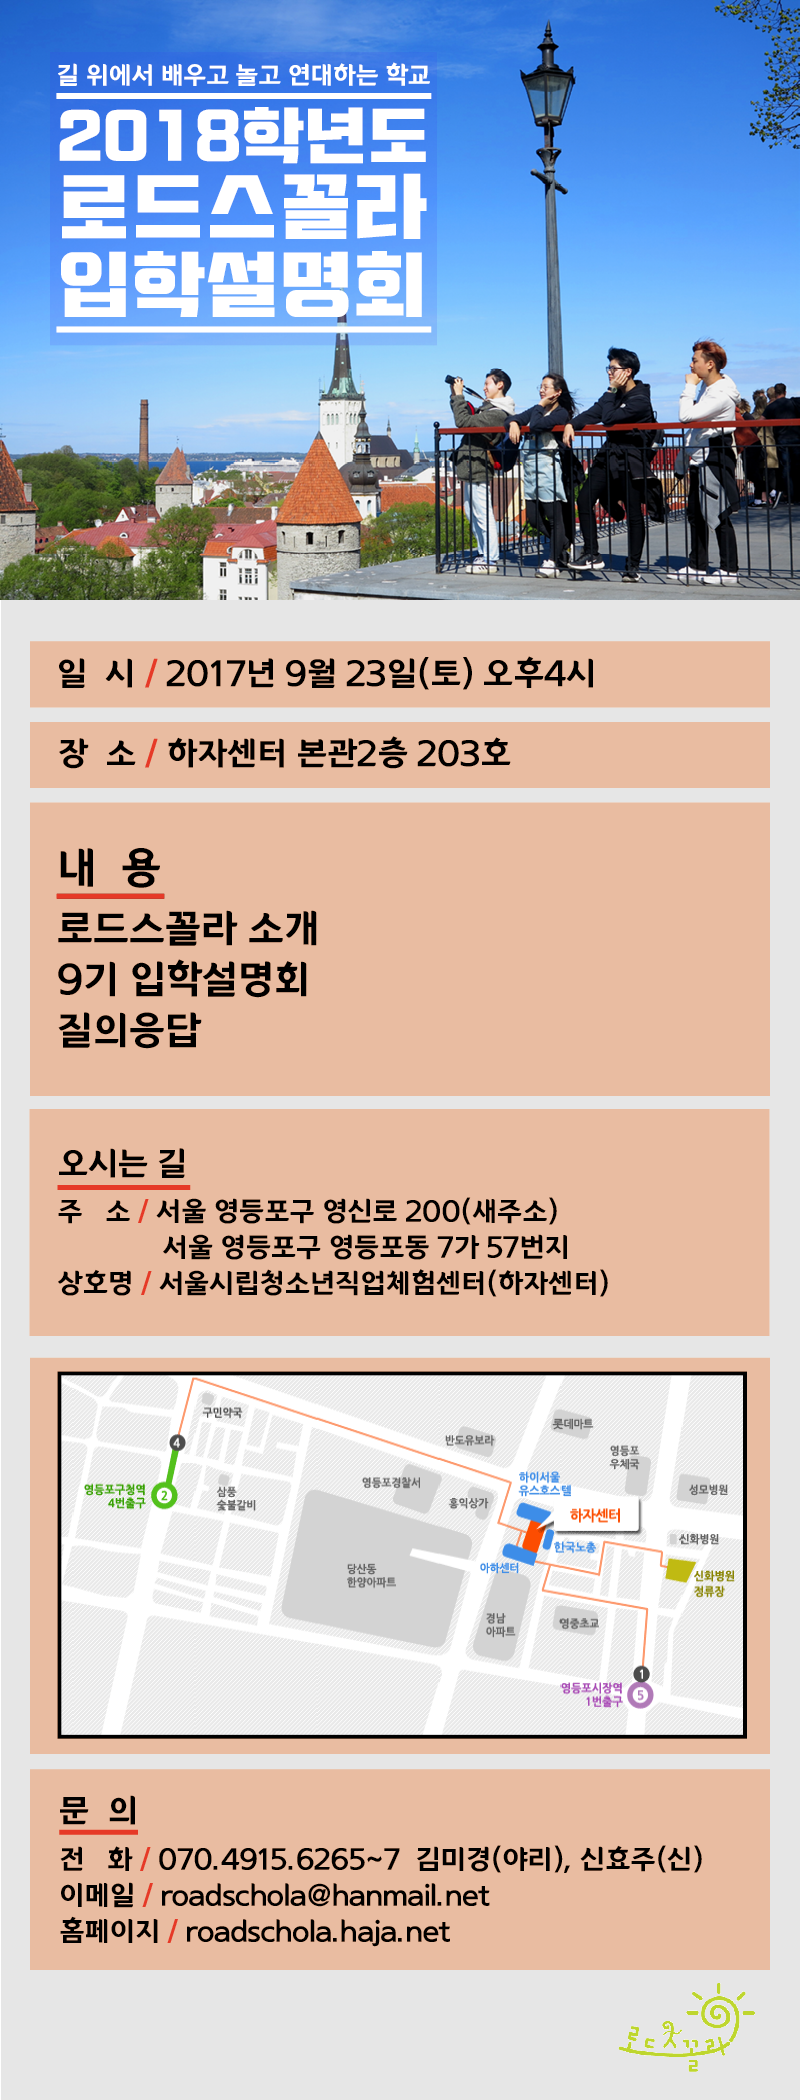 길 위에서 배우고 놀고 연대하는 학교
2018학년도
로드스꼴라
입학설명회
일 시 / 2017년 9월 23일(토) 오후4시
장 소 / 하자센터 본관2층 203호
내 용
로드스꼴라 소개
9기 입학설명회
질의응답
오시는 길
주 소 / 서울 영등포구 영신로 200(새주소)
서울 영등포구 영등포동 7가 57번지
상호명 / 서울시립청소년직업체험센터(하자센터)
구민약국
4
영등포구청역
4번출구
2
삼풍
숯불갈비
반도유보라
롯데마트
영등포
우체국
영등포경찰서
홍익상가
하이서울
유스호스텔
하자센터
성모병원
신화병원
한국노총
아하센터
당산동
한양아파트
신화병원
정류장
경남
아파트
영중초교
1
영등포시장역
1번출구
5
문 의
전 화 / 070.4915.6265~7 김미경(야리), 신효주(신)
이메일 / roadschola@hanmail.net
홈페이지 / roadschola.haja.net
로드스꼴라